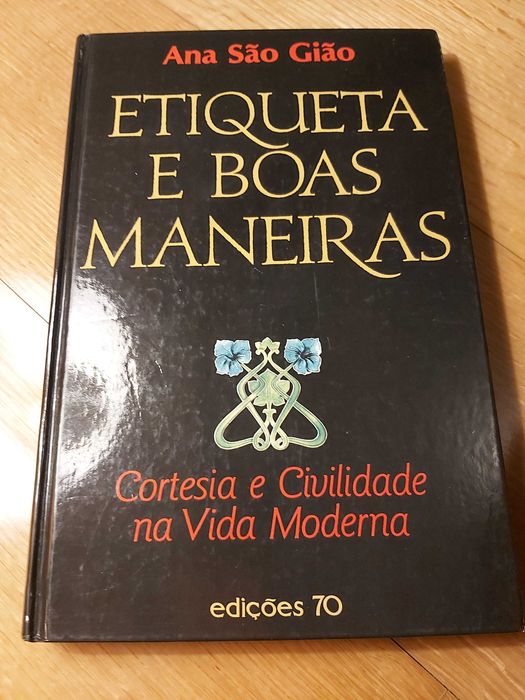 Ana São Gião
ETIQUETA
E BOAS
MANEIRAS
Cortesia e Civilidade
na Vida Moderna
edições 70